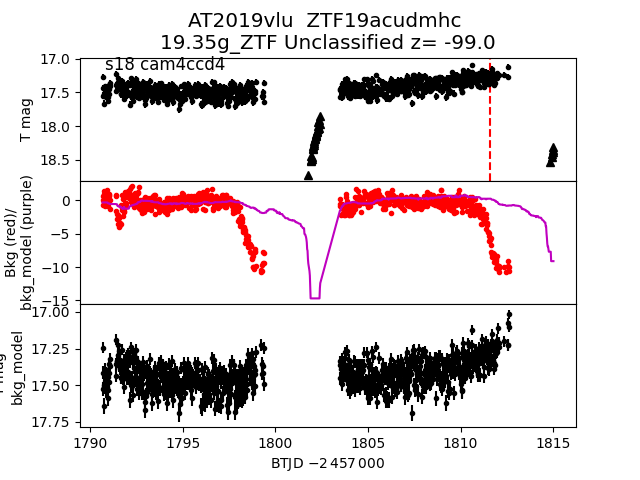 AT2019vlu  ZTF19acudmhc
19.35g_ZTF Unclassified z= -99.0
s18 cam4ccd4
17.0
17.5
18.0
18.5
T mag
0
−5
−10
−15
Bkg (red)/
bkg_model (purple)
17.00
17.25
17.50
17.75
mag
bkg_model
1790
1795
1800
1805
1810
1815
BTJD −2 457 000